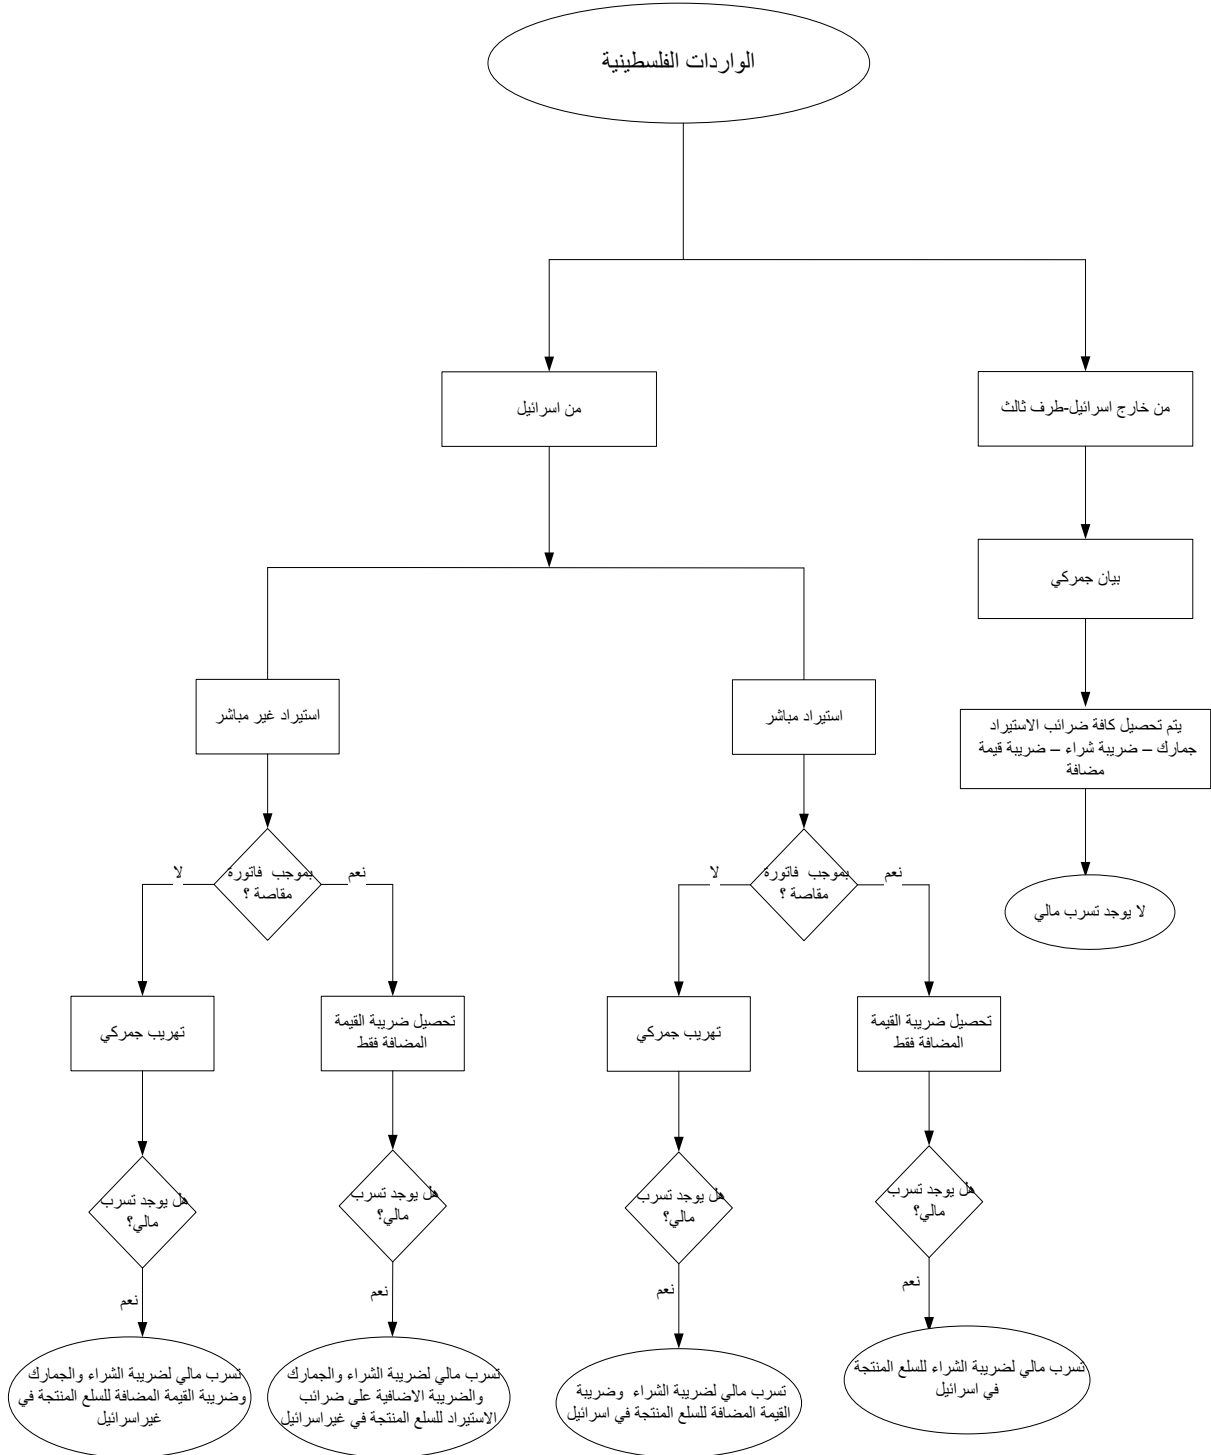 الواردات الفلسطينية
من خارج اسرائيل-طرف ثالث
من اسرائيل
بيان جمركي
استيراد مباشر
استيراد غير مباشر
يتم تحصيل كافة ضرائب الاستيراد
جمارك – ضريبة شراء – ضريبة قيمة
مضافة
لا يوجد تسرب مالي
بموجب فاتورة
مقاصة ؟
نعم
لا
بموجب فاتورة
مقاصة ؟
نعم
لا
تحصيل ضريبة القيمة
المضافة فقط
تهريب جمركي
تحصيل ضريبة القيمة
المضافة فقط
تهريب جمركي
هل يوجد تسرب
مالي؟
هل يوجد تسرب
مالي؟
هل يوجد تسرب
مالي؟
هل يوجد تسرب
مالي؟
نعم
نعم
نعم
نعم
تسرب مالي لضريبة الشراء للسلع المنتجة
في اسرائيل
تسرب مالي لضريبة الشراء وضريبة
القيمة المضافة للسلع المنتجة في اسرائيل
تسرب مالي لضريبة الشراء والجمارك
والضريبة الاضافية على ضرائب
الاستيراد للسلع المنتجة في غيراسرائيل
تسرب مالي لضريبة الشراء والجمارك
وضريبة القيمة المضافة للسلع المنتجة في
غيراسرائيل